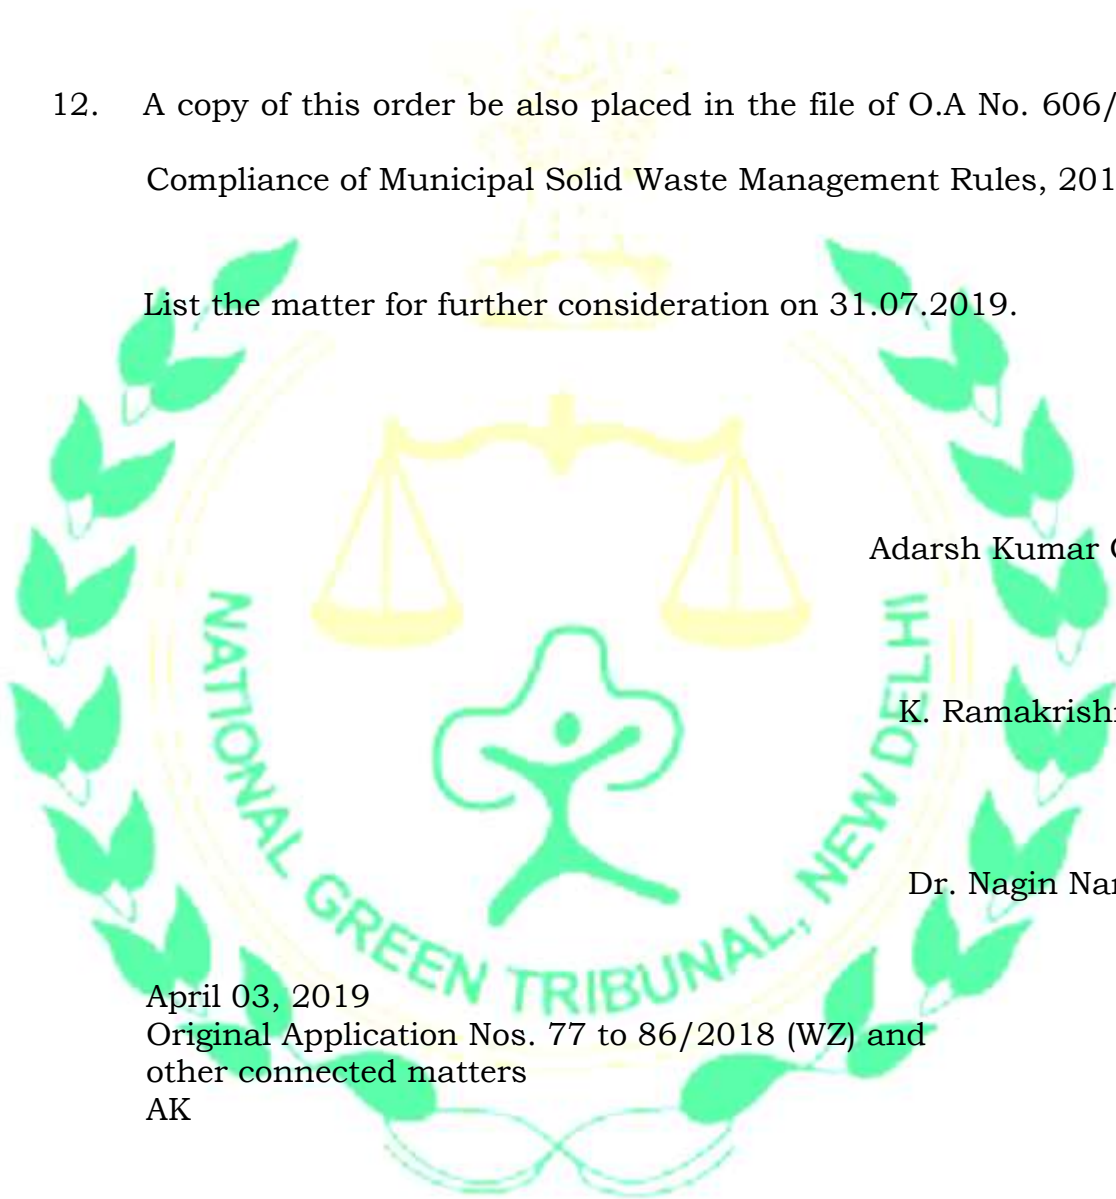 12. A copy of this order be also placed in the file of O.A No. 606/
Compliance of Municipal Solid Waste Management Rules, 201
List the matter for further consideration on 31.07.2019.
Adarsh Kumar
K. Ramakrish
Dr. Nagin Nan
NATIONAL GREEN TRIBUNAL, NEW DELHI
April 03, 2019
Original Application Nos. 77 to 86/2018 (WZ) and
other connected matters
AK